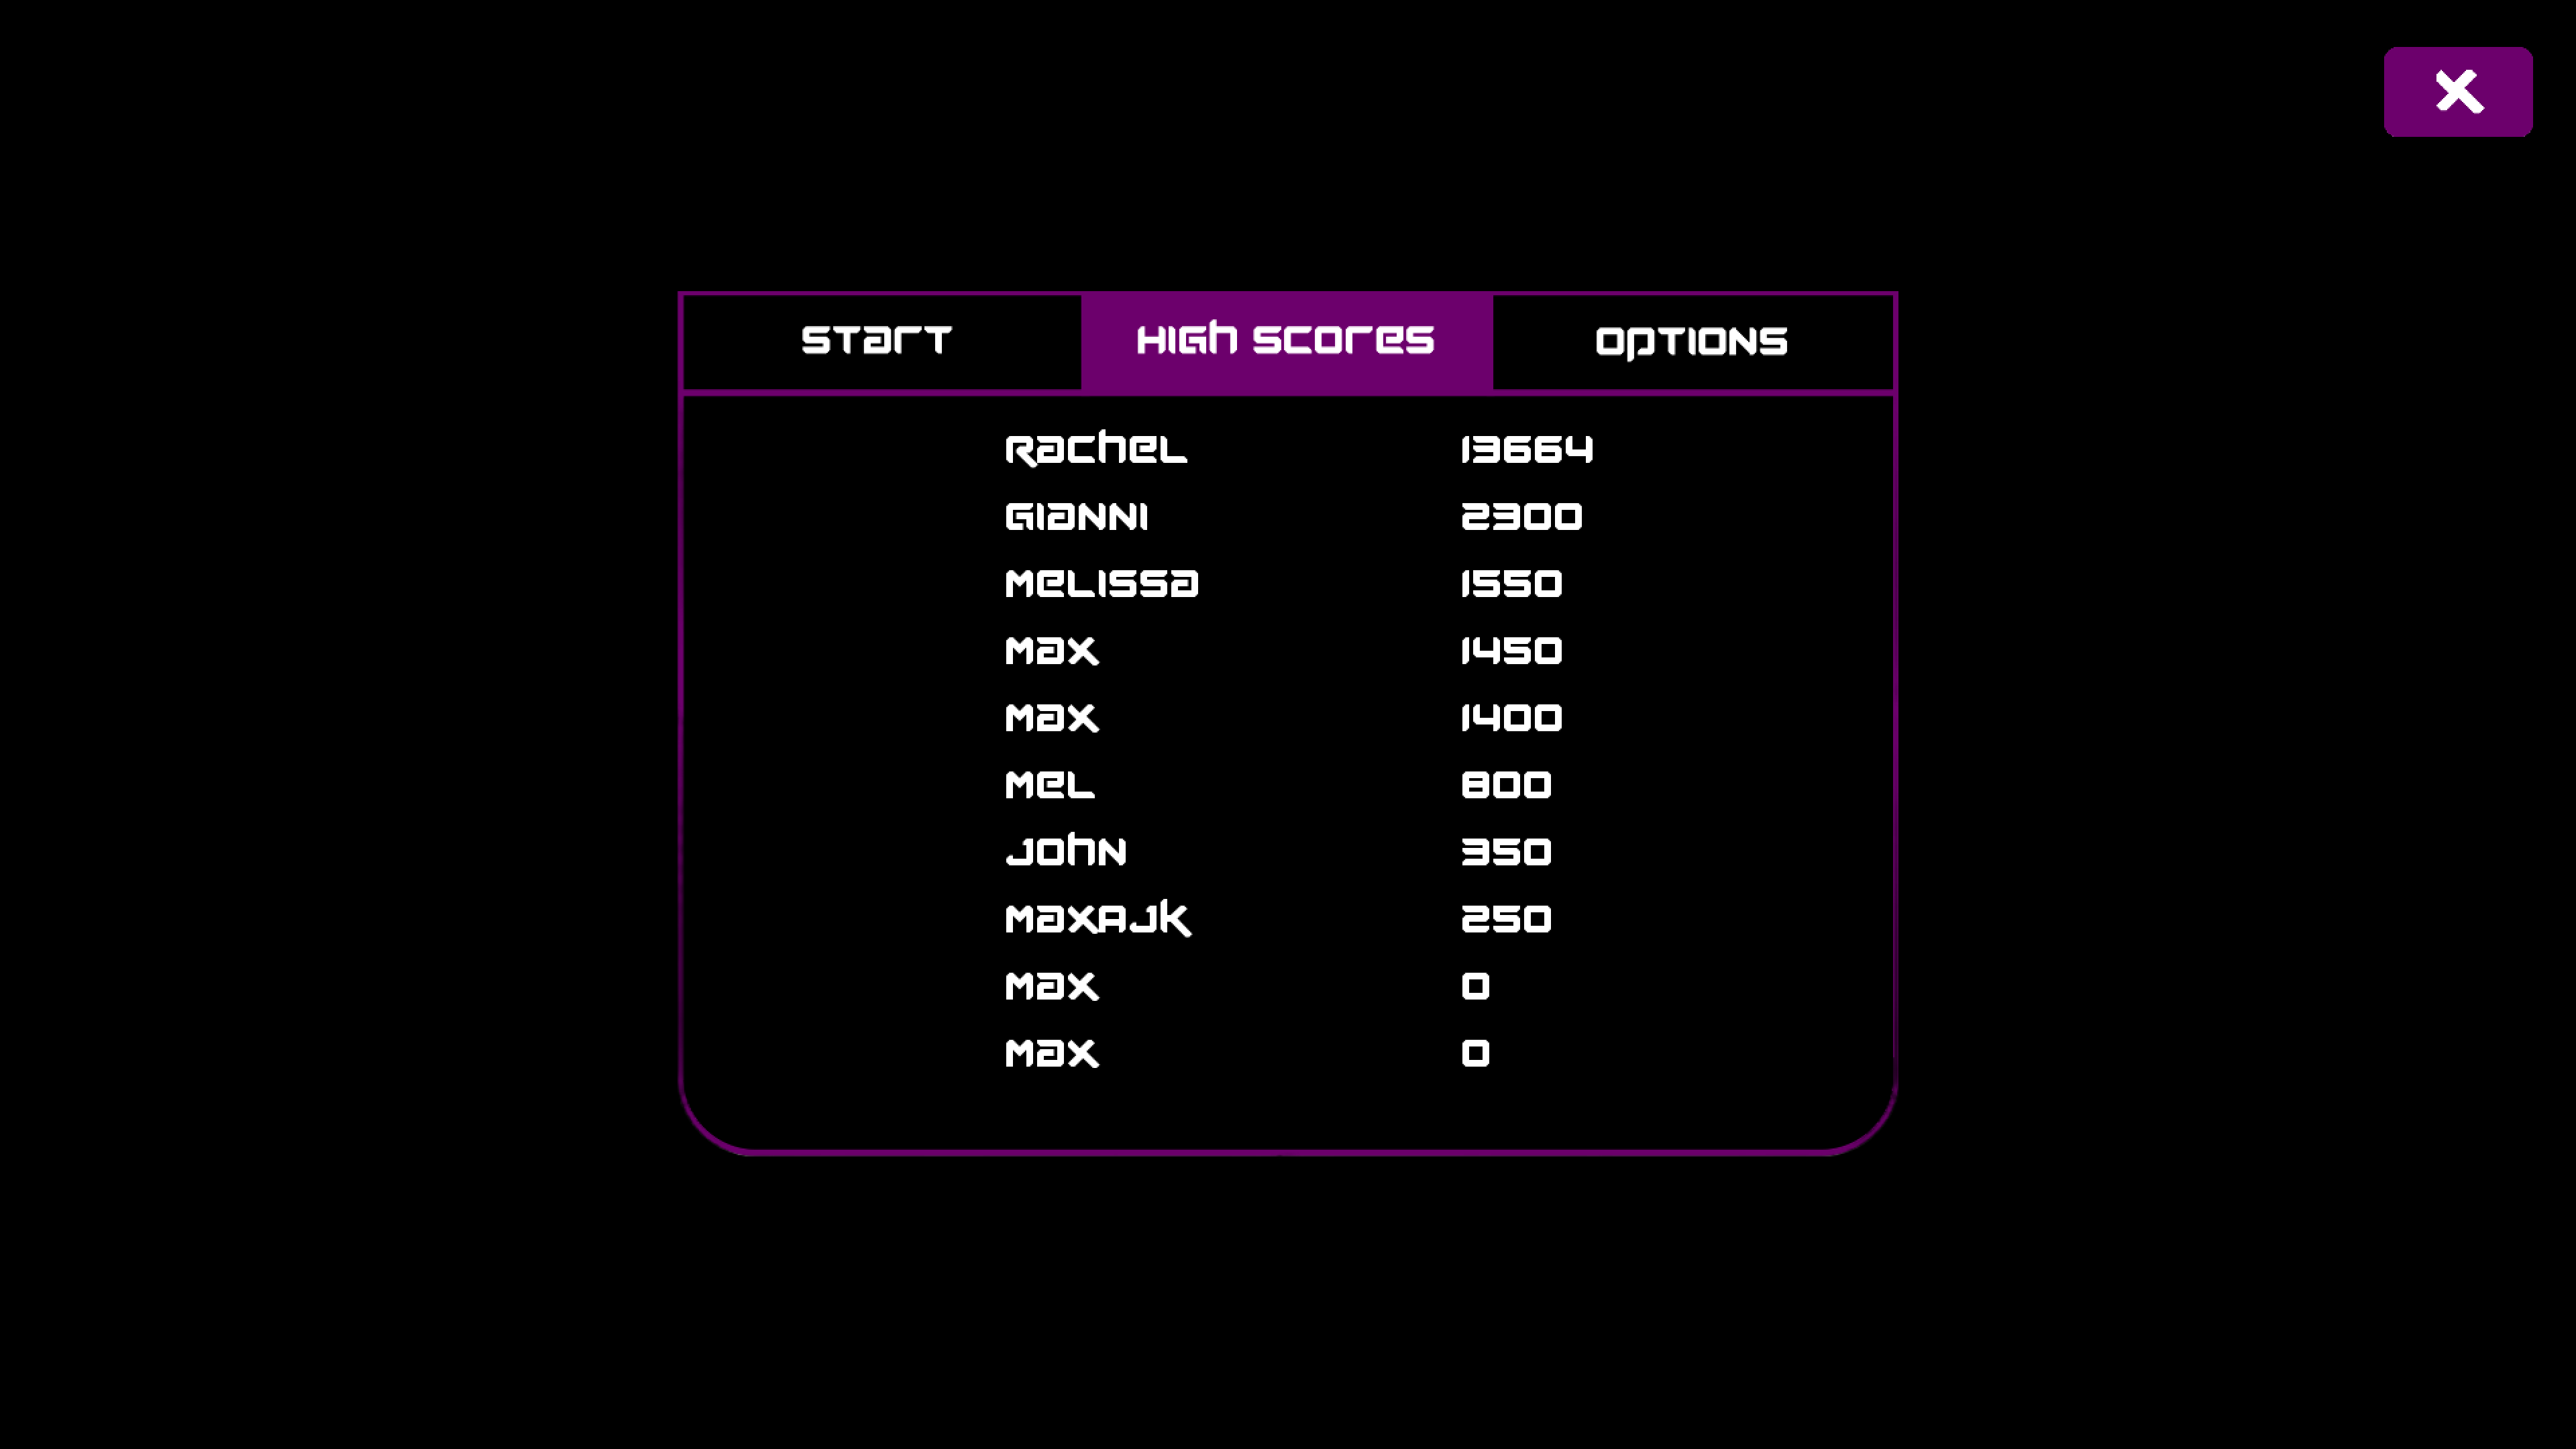 Start High Scores Options
Rachel 13664
Gianni 2300
Melissa 1550
Max 1450
Max 1400
Mel 800
John 350
MaxAJK 250
Max 0
Max 0